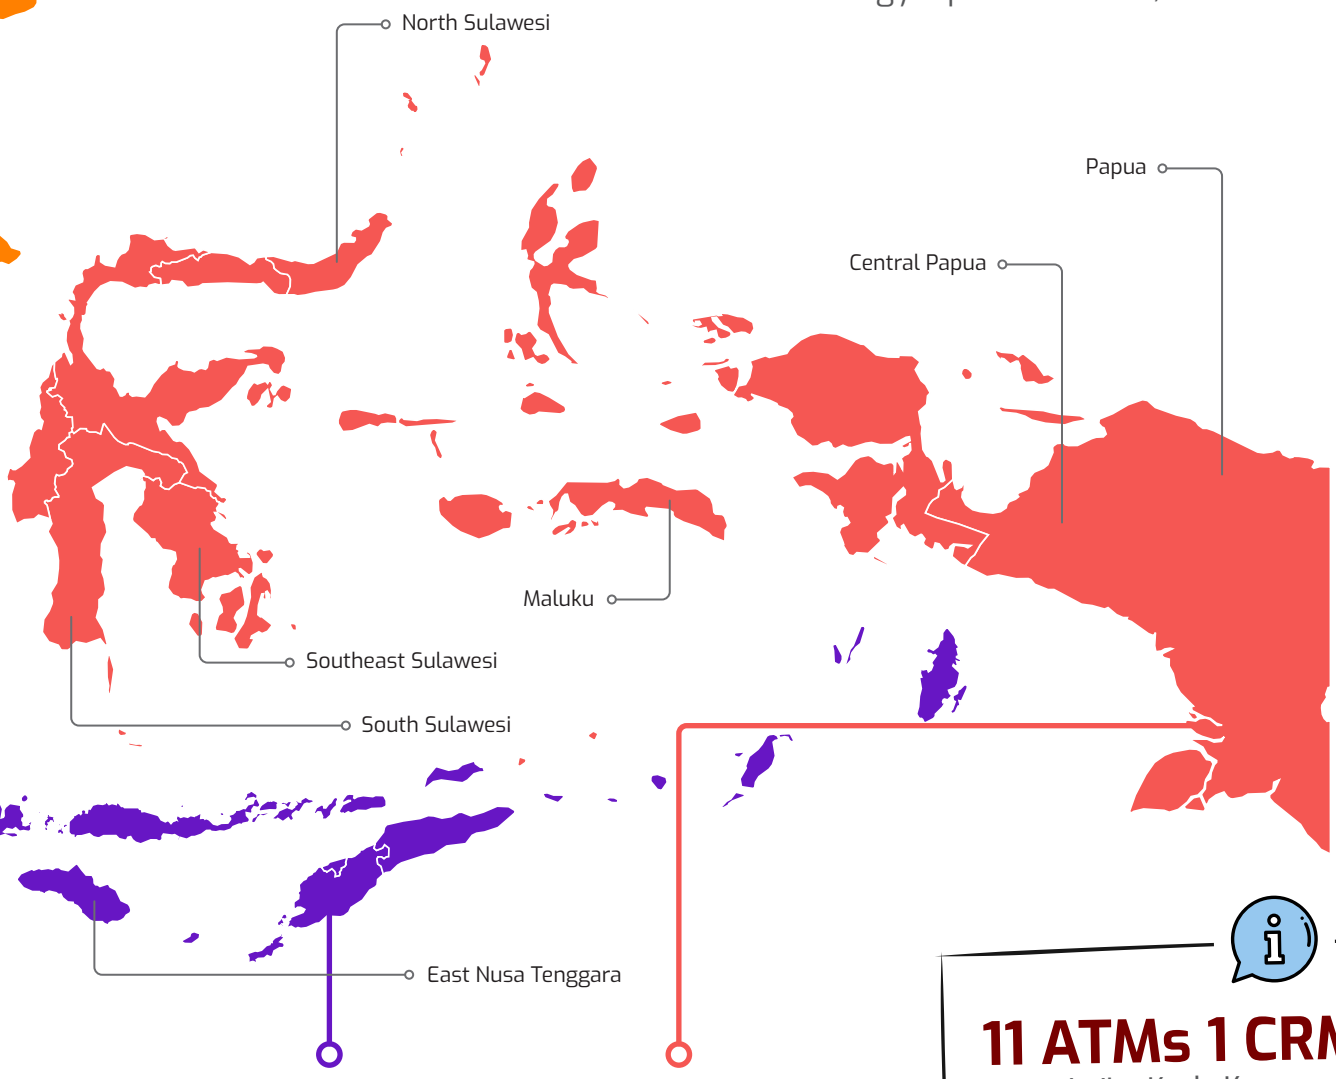 North Sulawesi
Papua
Central Papua
Maluku
Southeast Sulawesi
South Sulawesi
East Nusa Tenggara
i
11 ATMs 1 CRM